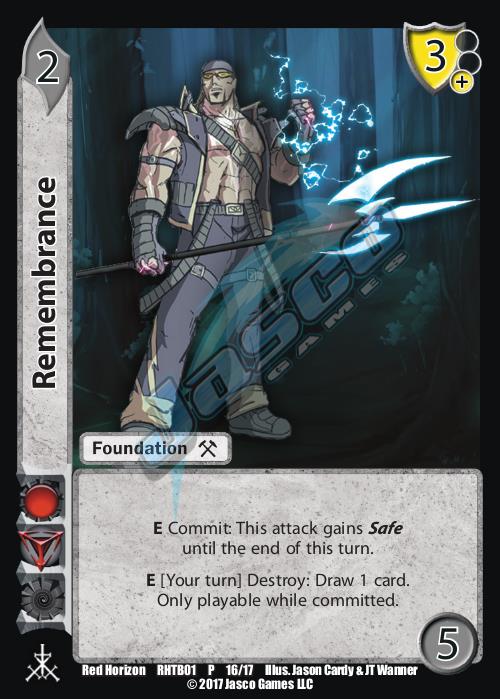 2
3
+
Remembrance
Jasco
GAMES
Foundation
E Commit: This attack gains Safe
until the end of this turn.
E [Your turn] Destroy: Draw 1 card.
Only playable while committed.
5
Red Horizon RHTB01 P 16/17 Illus. Jason Cardy & JT Wanner
© 2017 Jasco Games LLC